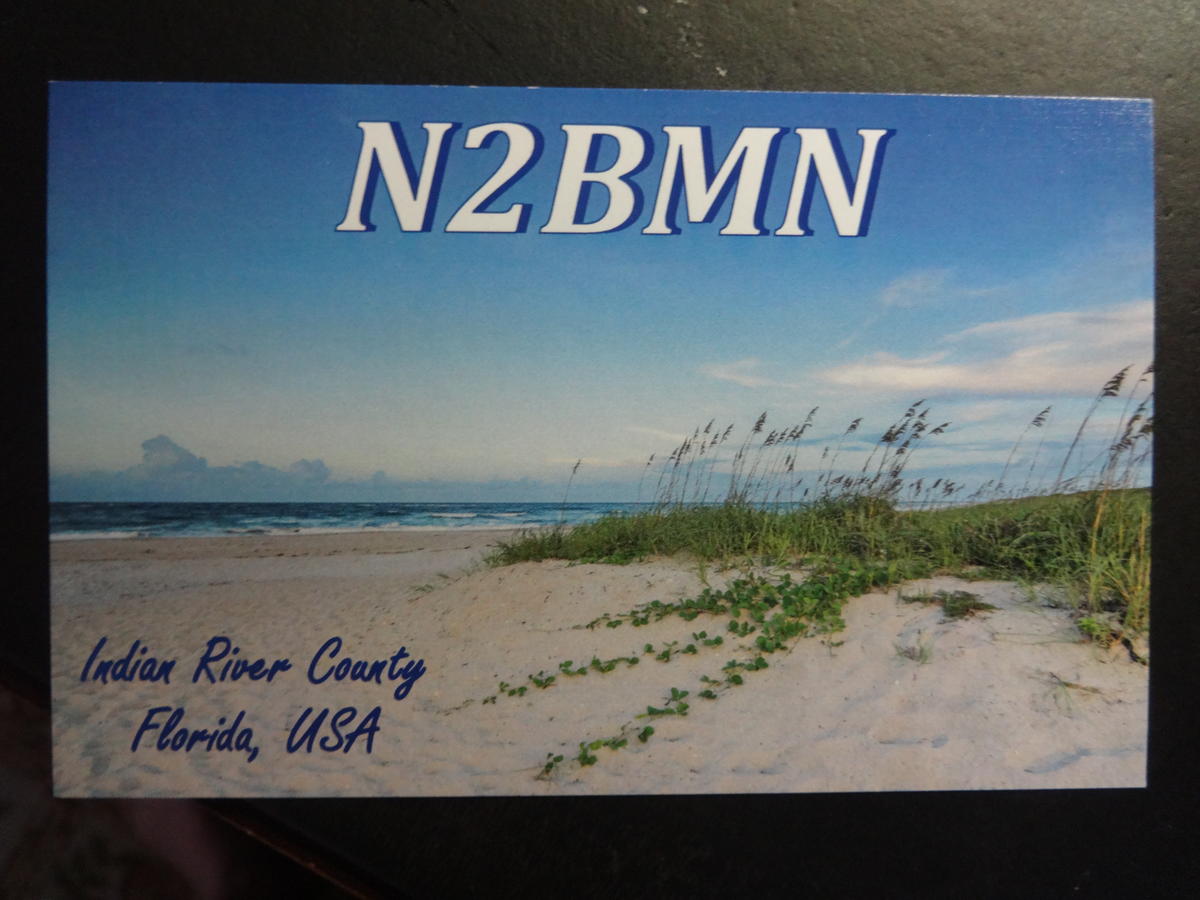 N2BMN
Indian River County
Florida, USA